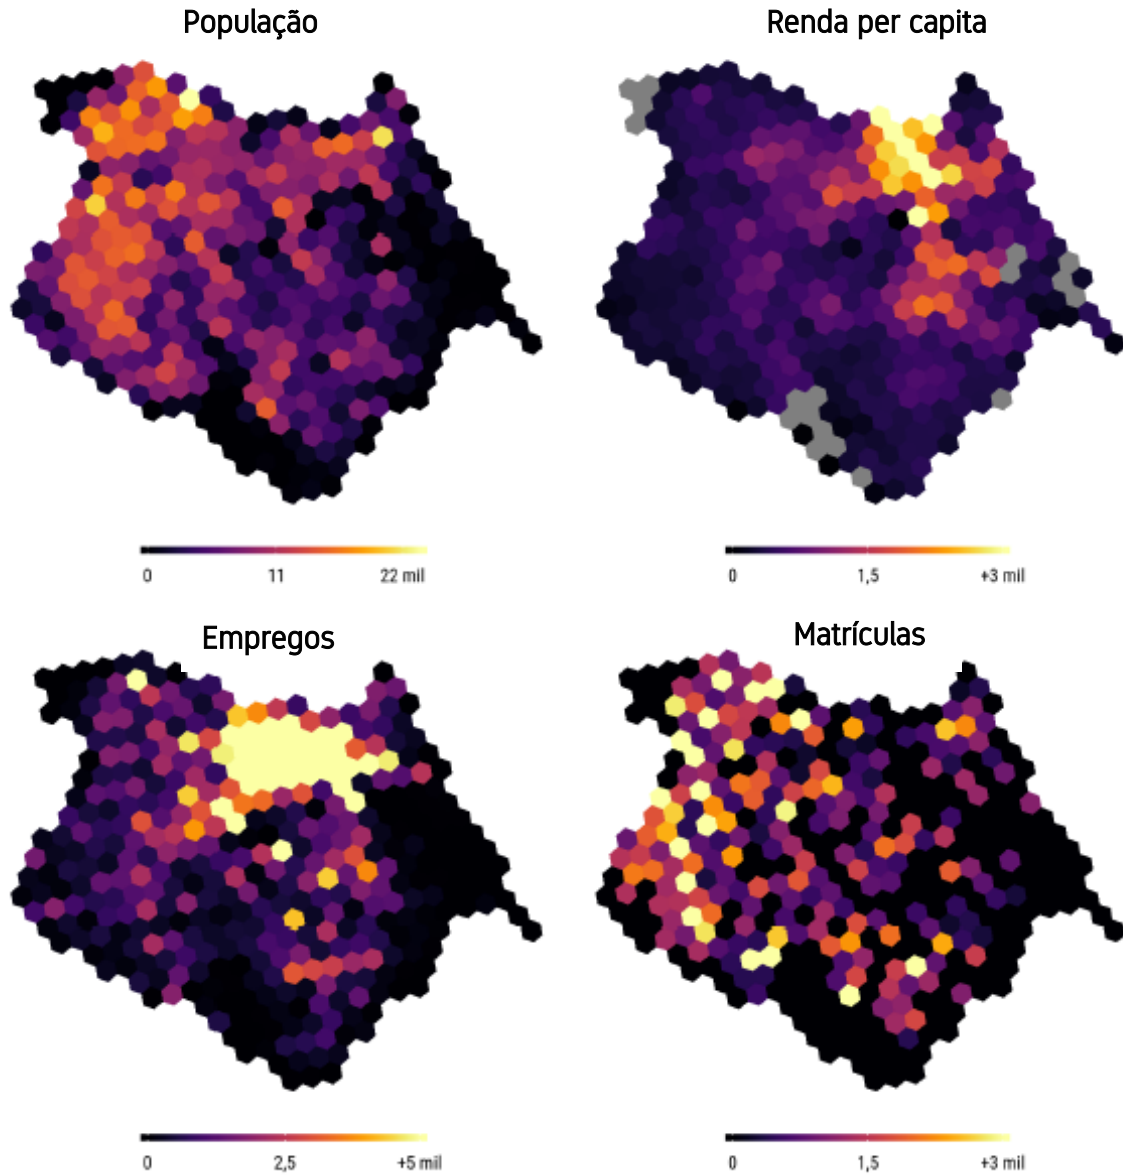 População
Renda per capita
0 11 22 mil
0 1,5 +3 mil
Empregos
Matrículas
0 2,5 +5 mil
0 1,5 +3 mil